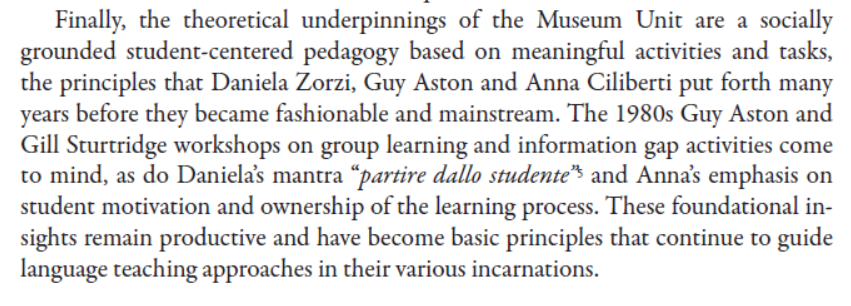 Finally, the theoretical underpinnings of the Museum Unit are a socially
grounded student-centered pedagogy based on meaningful activities and tasks,
the principles that Daniela Zorzi, Guy Aston and Anna Ciliberti put forth many
years before they became fashionable and mainstream. The 1980s Guy Aston and
Gill Sturtridge workshops on group learning and information gap activities come
to mind, as do Daniela’s mantra “partire dallo studente”5 and Anna’s emphasis on
student motivation and ownership of the learning process. These foundational in-
sights remain productive and have become basic principles that continue to guide
language teaching approaches in their various incarnations.